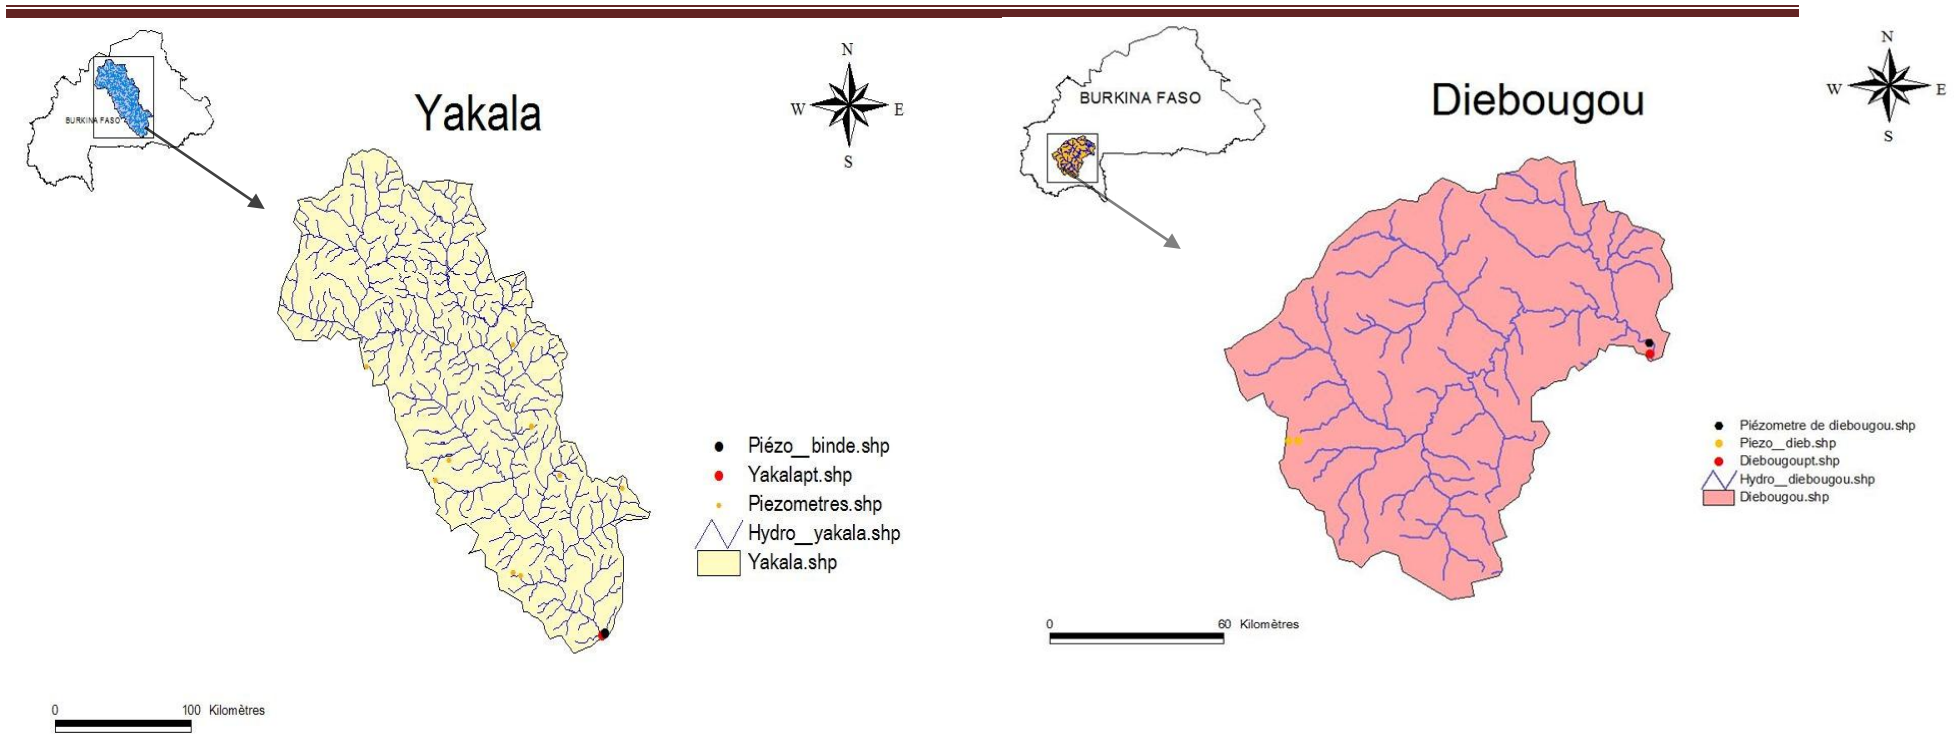 Yakala
BURKINA FASO
N
W
E
S
Piézo__binde.shp
Yakalapt.shp
Piezometres.shp
Hydro__yakala.shp
Yakala.shp
0 100 Kilomètres
Diebougou
BURKINA FASO
N
W
E
S
Piézometre de diebougou.shp
Piezo__dieb.shp
Diebougoupt.shp
Hydro__diebougou.shp
Diebougou.shp
0 60 Kilomètres